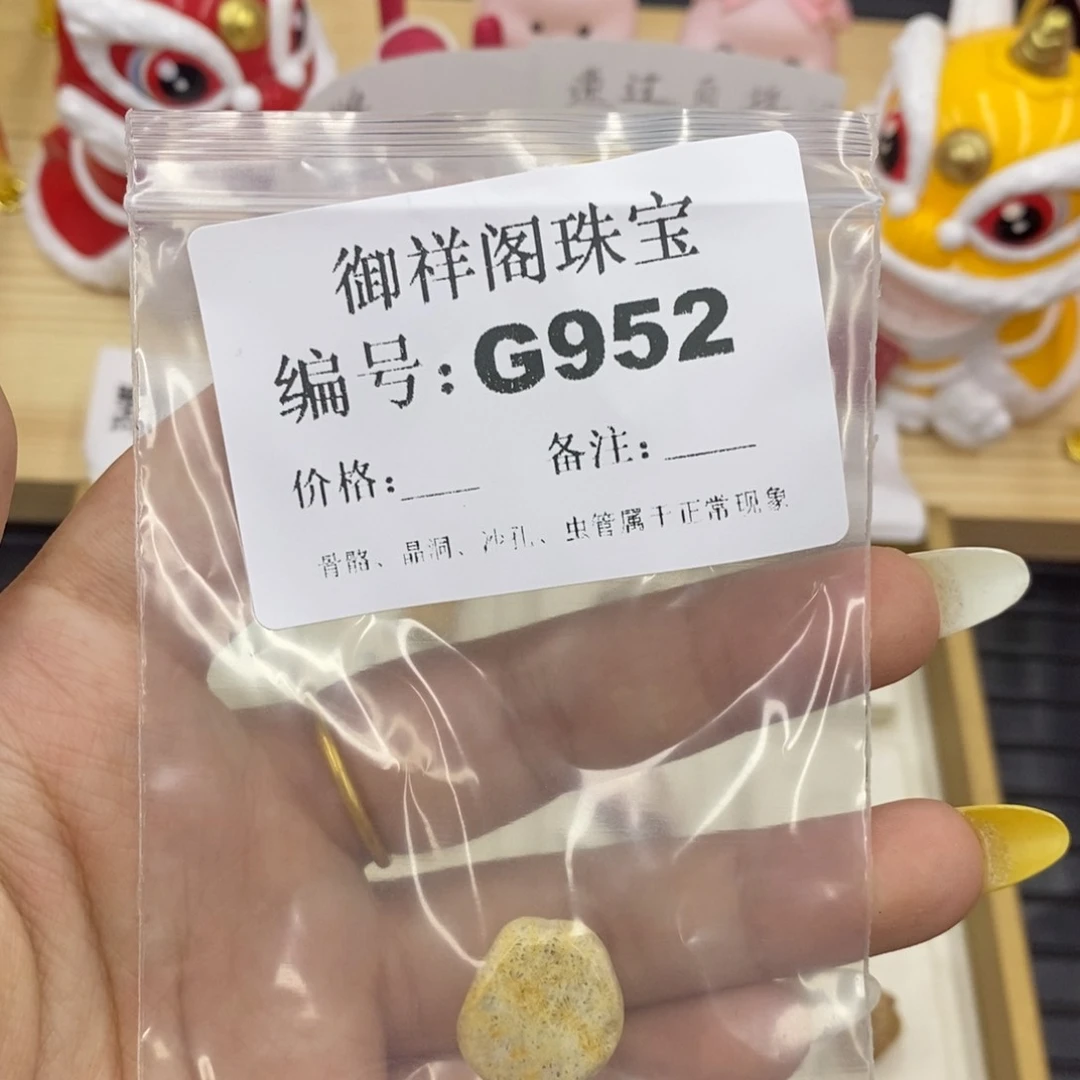 御祥阁珠宝
编号:G952
价格:____ 备注:____
骨骼、晶洞、沙孔、虫管属于正常现象